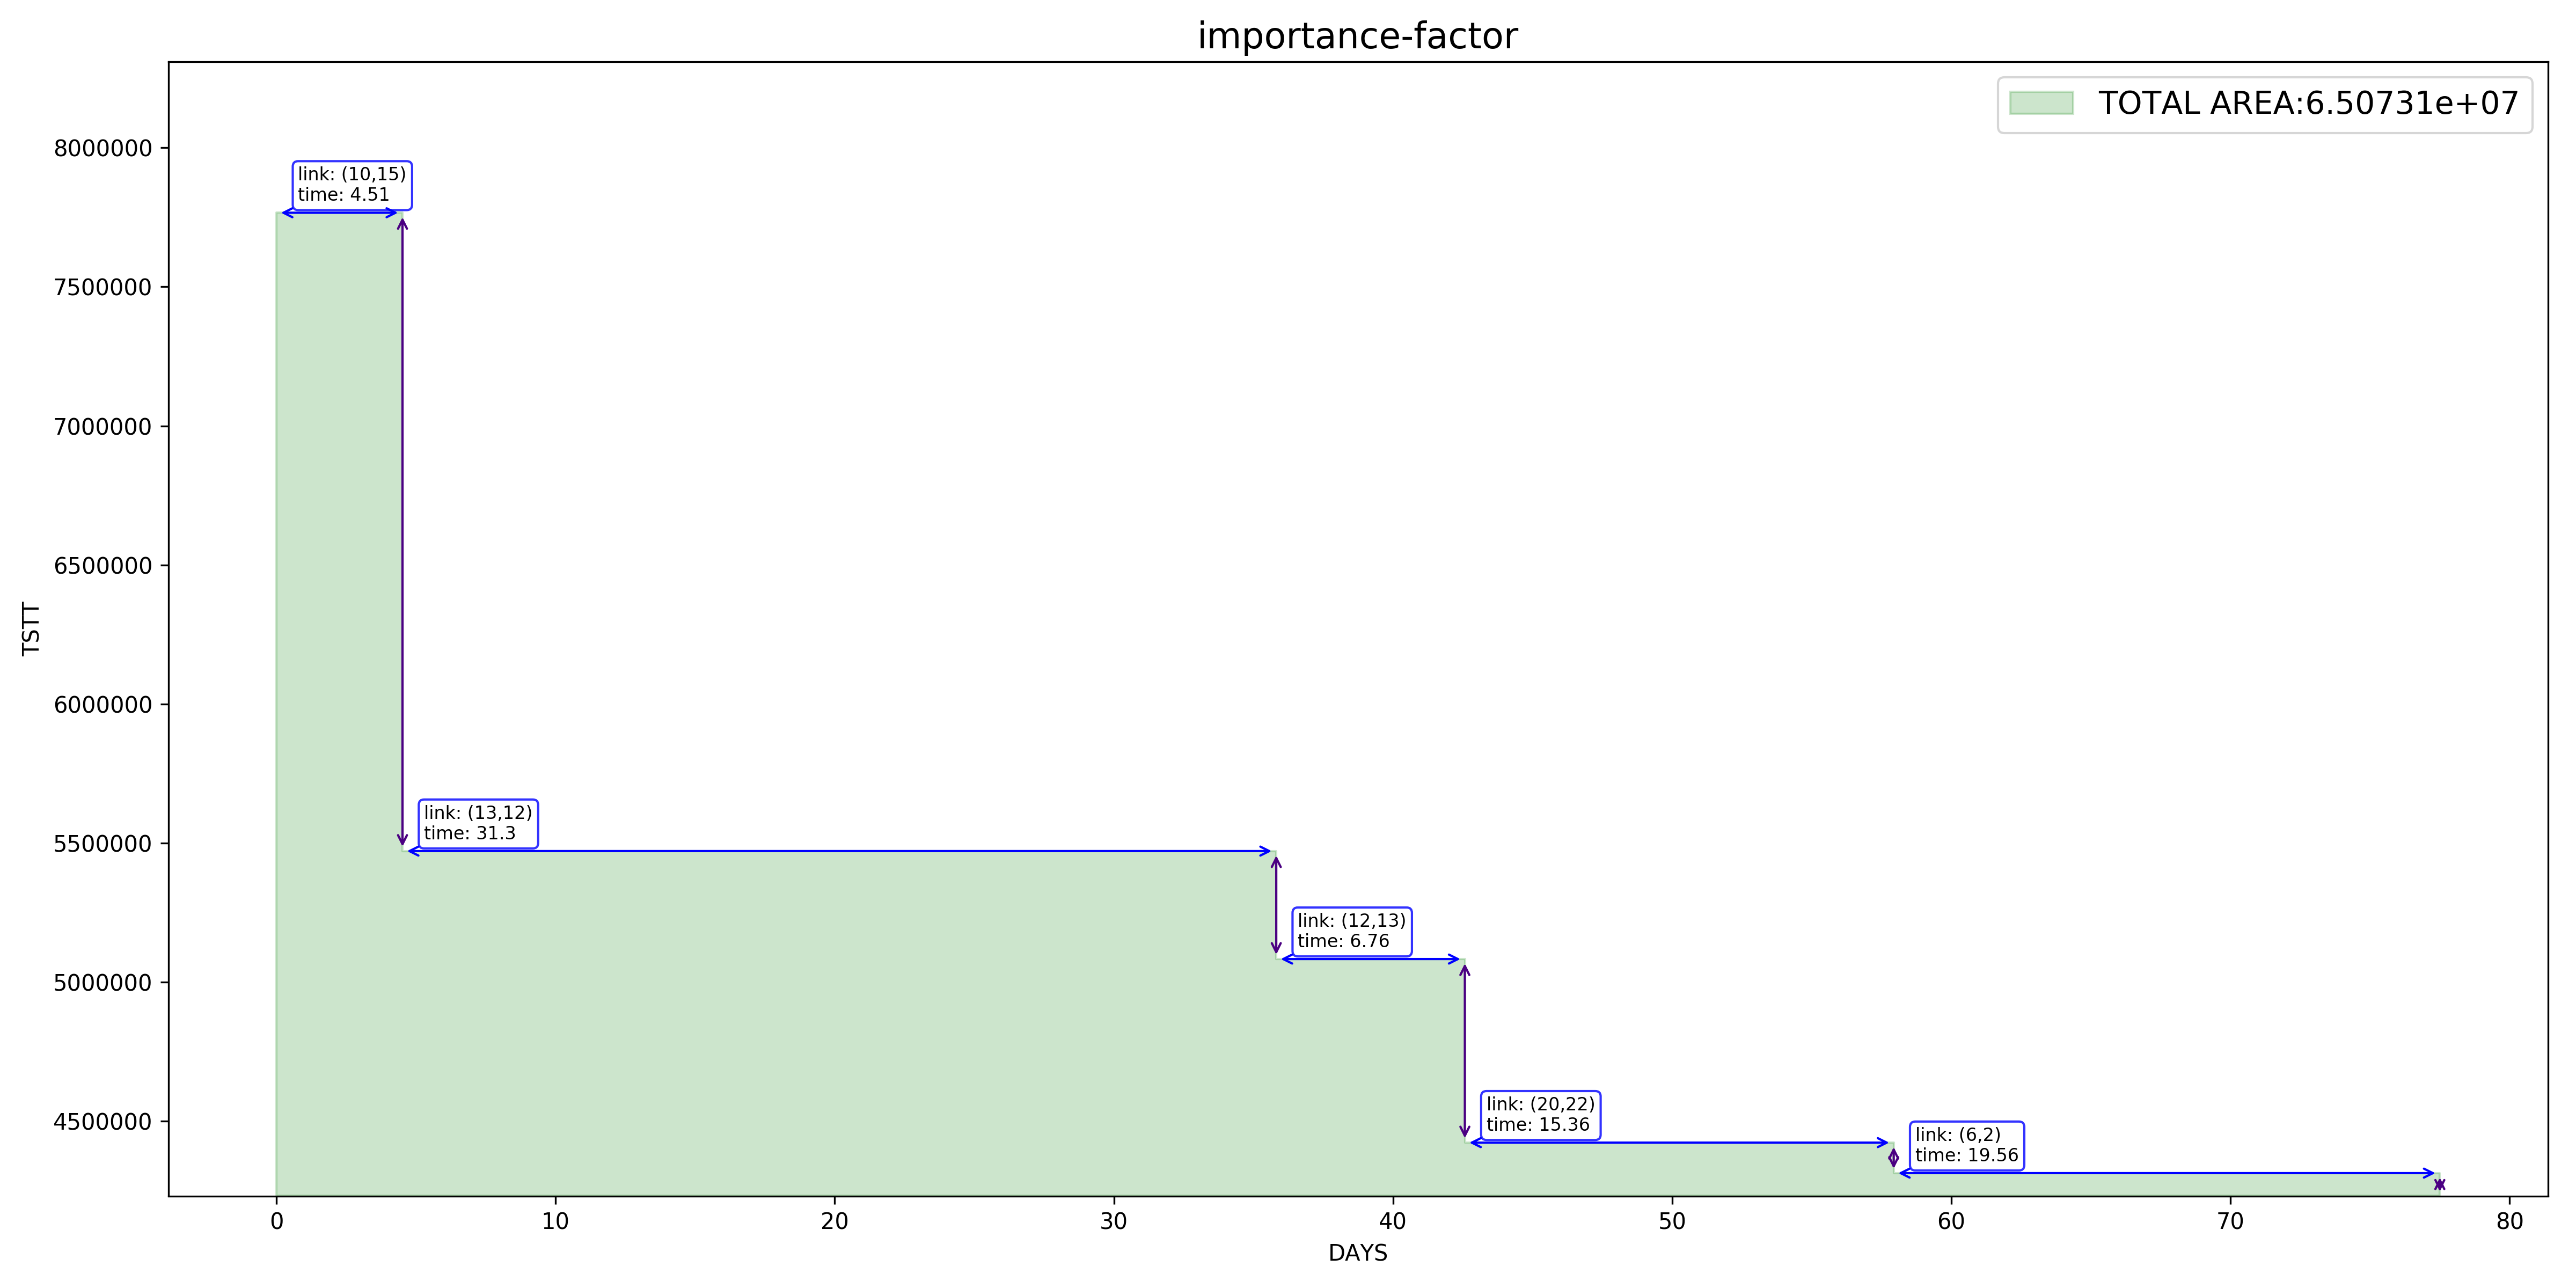 importance-factor
TOTAL AREA:6.50731e+07
TSTT
8000000
7500000
7000000
6500000
6000000
5500000
5000000
4500000
link: (10,15)
time: 4.51
link: (13,12)
time: 31.3
link: (12,13)
time: 6.76
link: (20,22)
time: 15.36
link: (6,2)
time: 19.56
0 10 20 30 40 50 60 70 80
DAYS